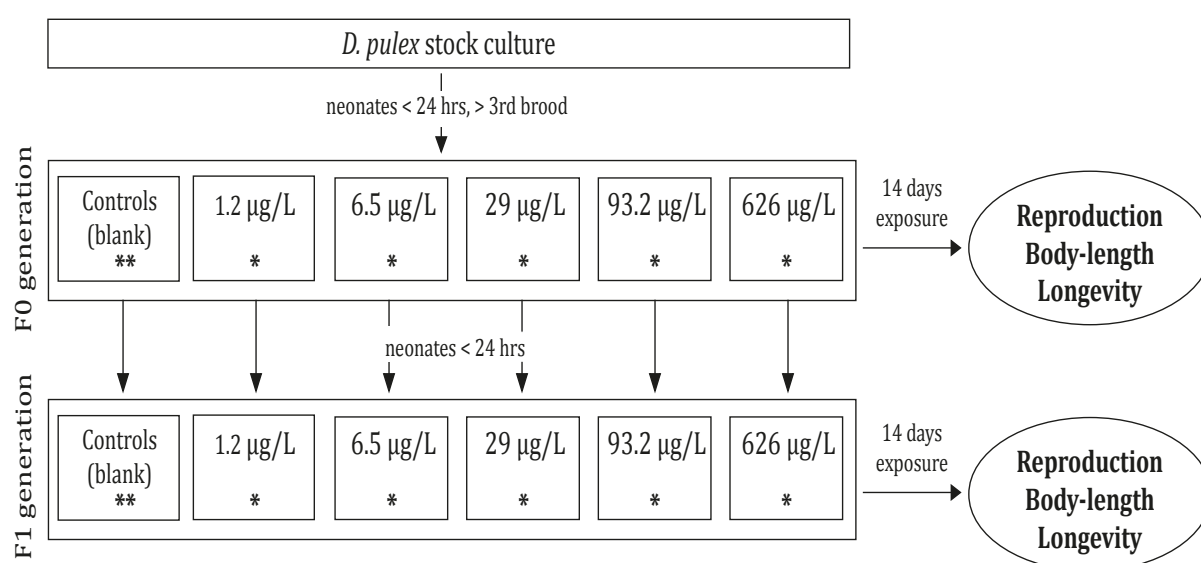 D. pulex stock culture
neonates < 24 hrs, > 3rd brood
F0 generation
Controls
(blank)
**
1.2 µg/L
*
6.5 µg/L
*
29 µg/L
*
93.2 µg/L
*
626 µg/L
*
14 days
exposure
Reproduction
Body-length
Longevity
neonates < 24 hrs
F1 generation
Controls
(blank)
**
1.2 µg/L
*
6.5 µg/L
*
29 µg/L
*
93.2 µg/L
*
626 µg/L
*
14 days
exposure
Reproduction
Body-length
Longevity